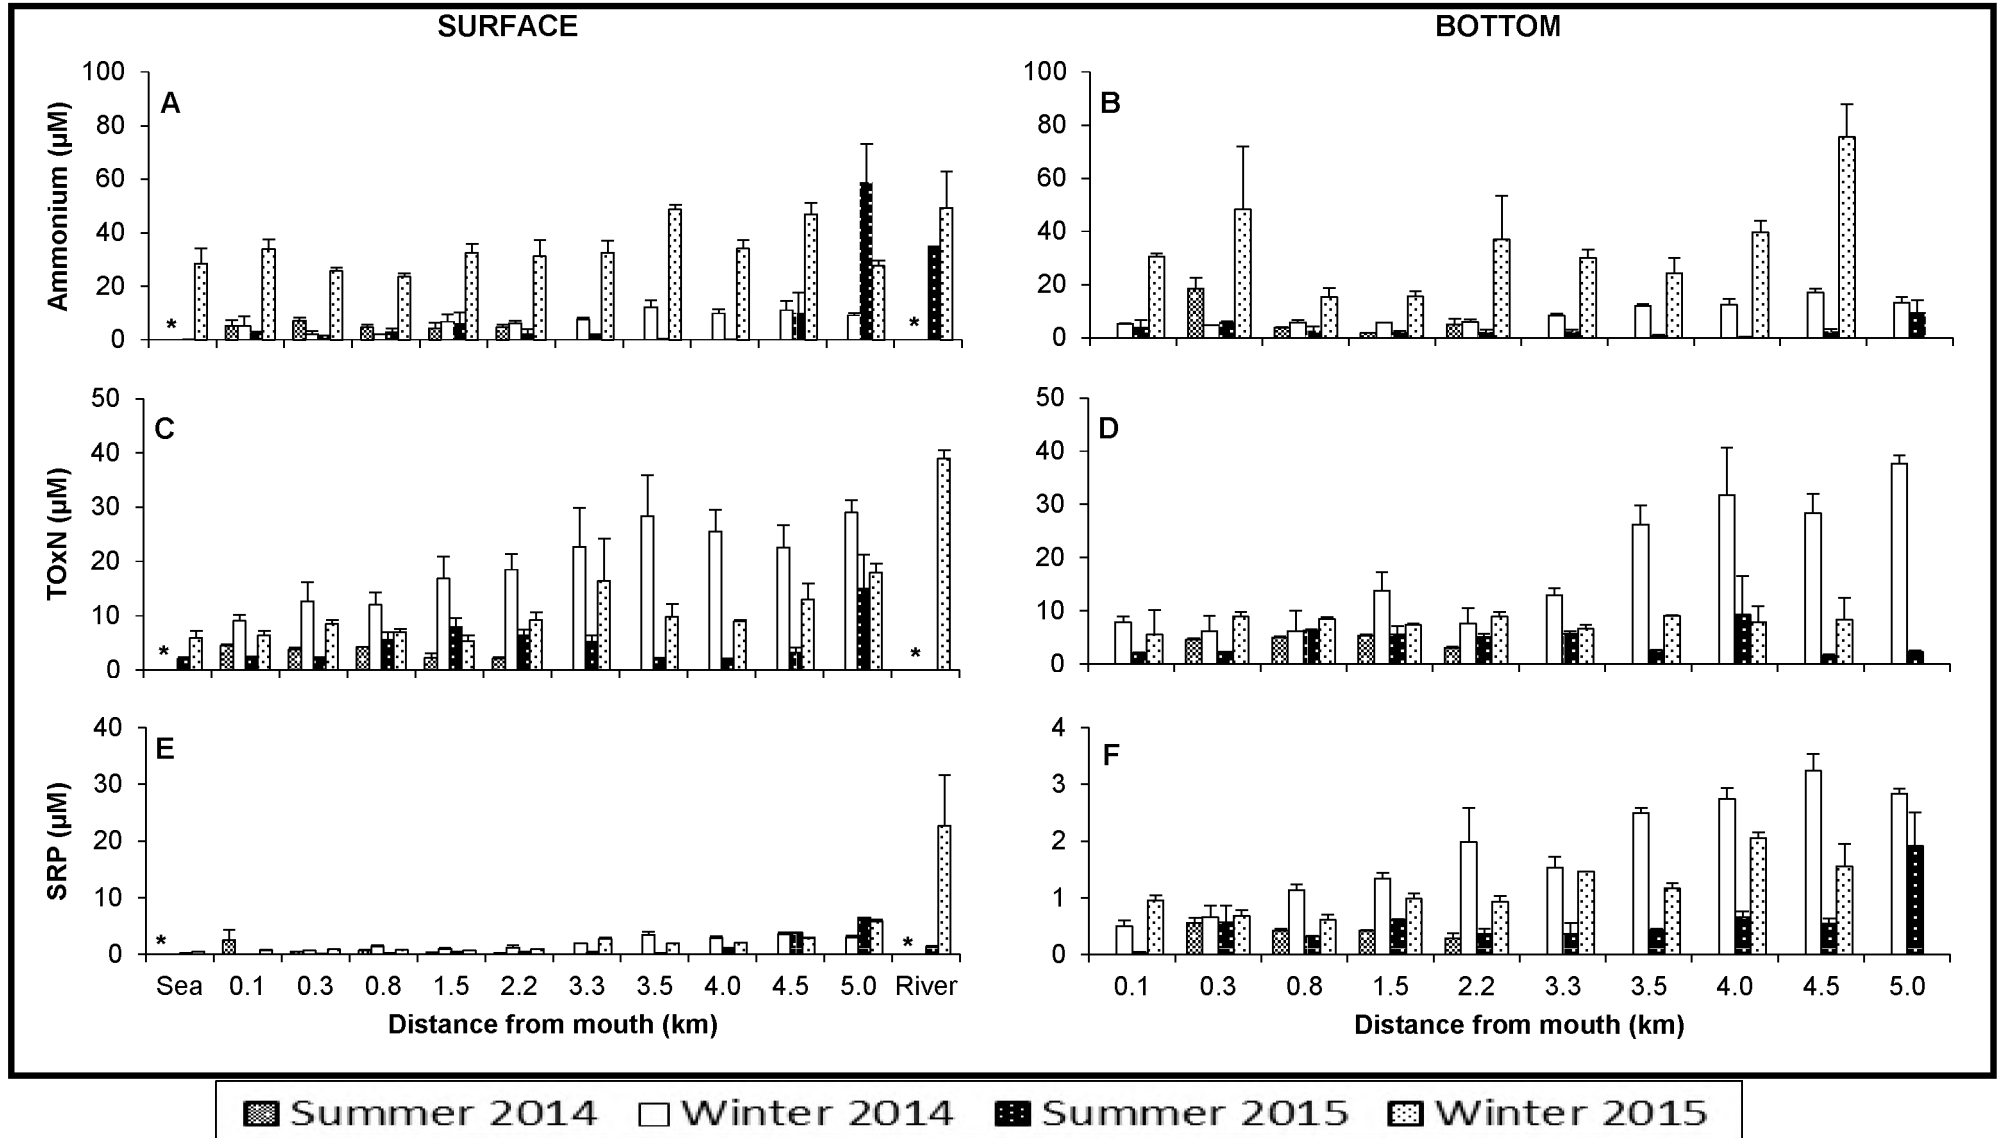 SURFACE BOTTOM
A
Ammonium (µM)
100
80
60
40
20
0
*
*
B
100
80
60
40
20
0
C
TOxN (µM)
50
40
30
20
10
0
*
*
D
50
40
30
20
10
0
E
SRP (µM)
40
30
20
10
0
*
*
Sea 0.1 0.3 0.8 1.5 2.2 3.3 3.5 4.0 4.5 5.0 River
Distance from mouth (km)
F
4
3
2
1
0
0.1 0.3 0.8 1.5 2.2 3.3 3.5 4.0 4.5 5.0
Distance from mouth (km)
Summer 2014 Winter 2014 Summer 2015 Winter 2015